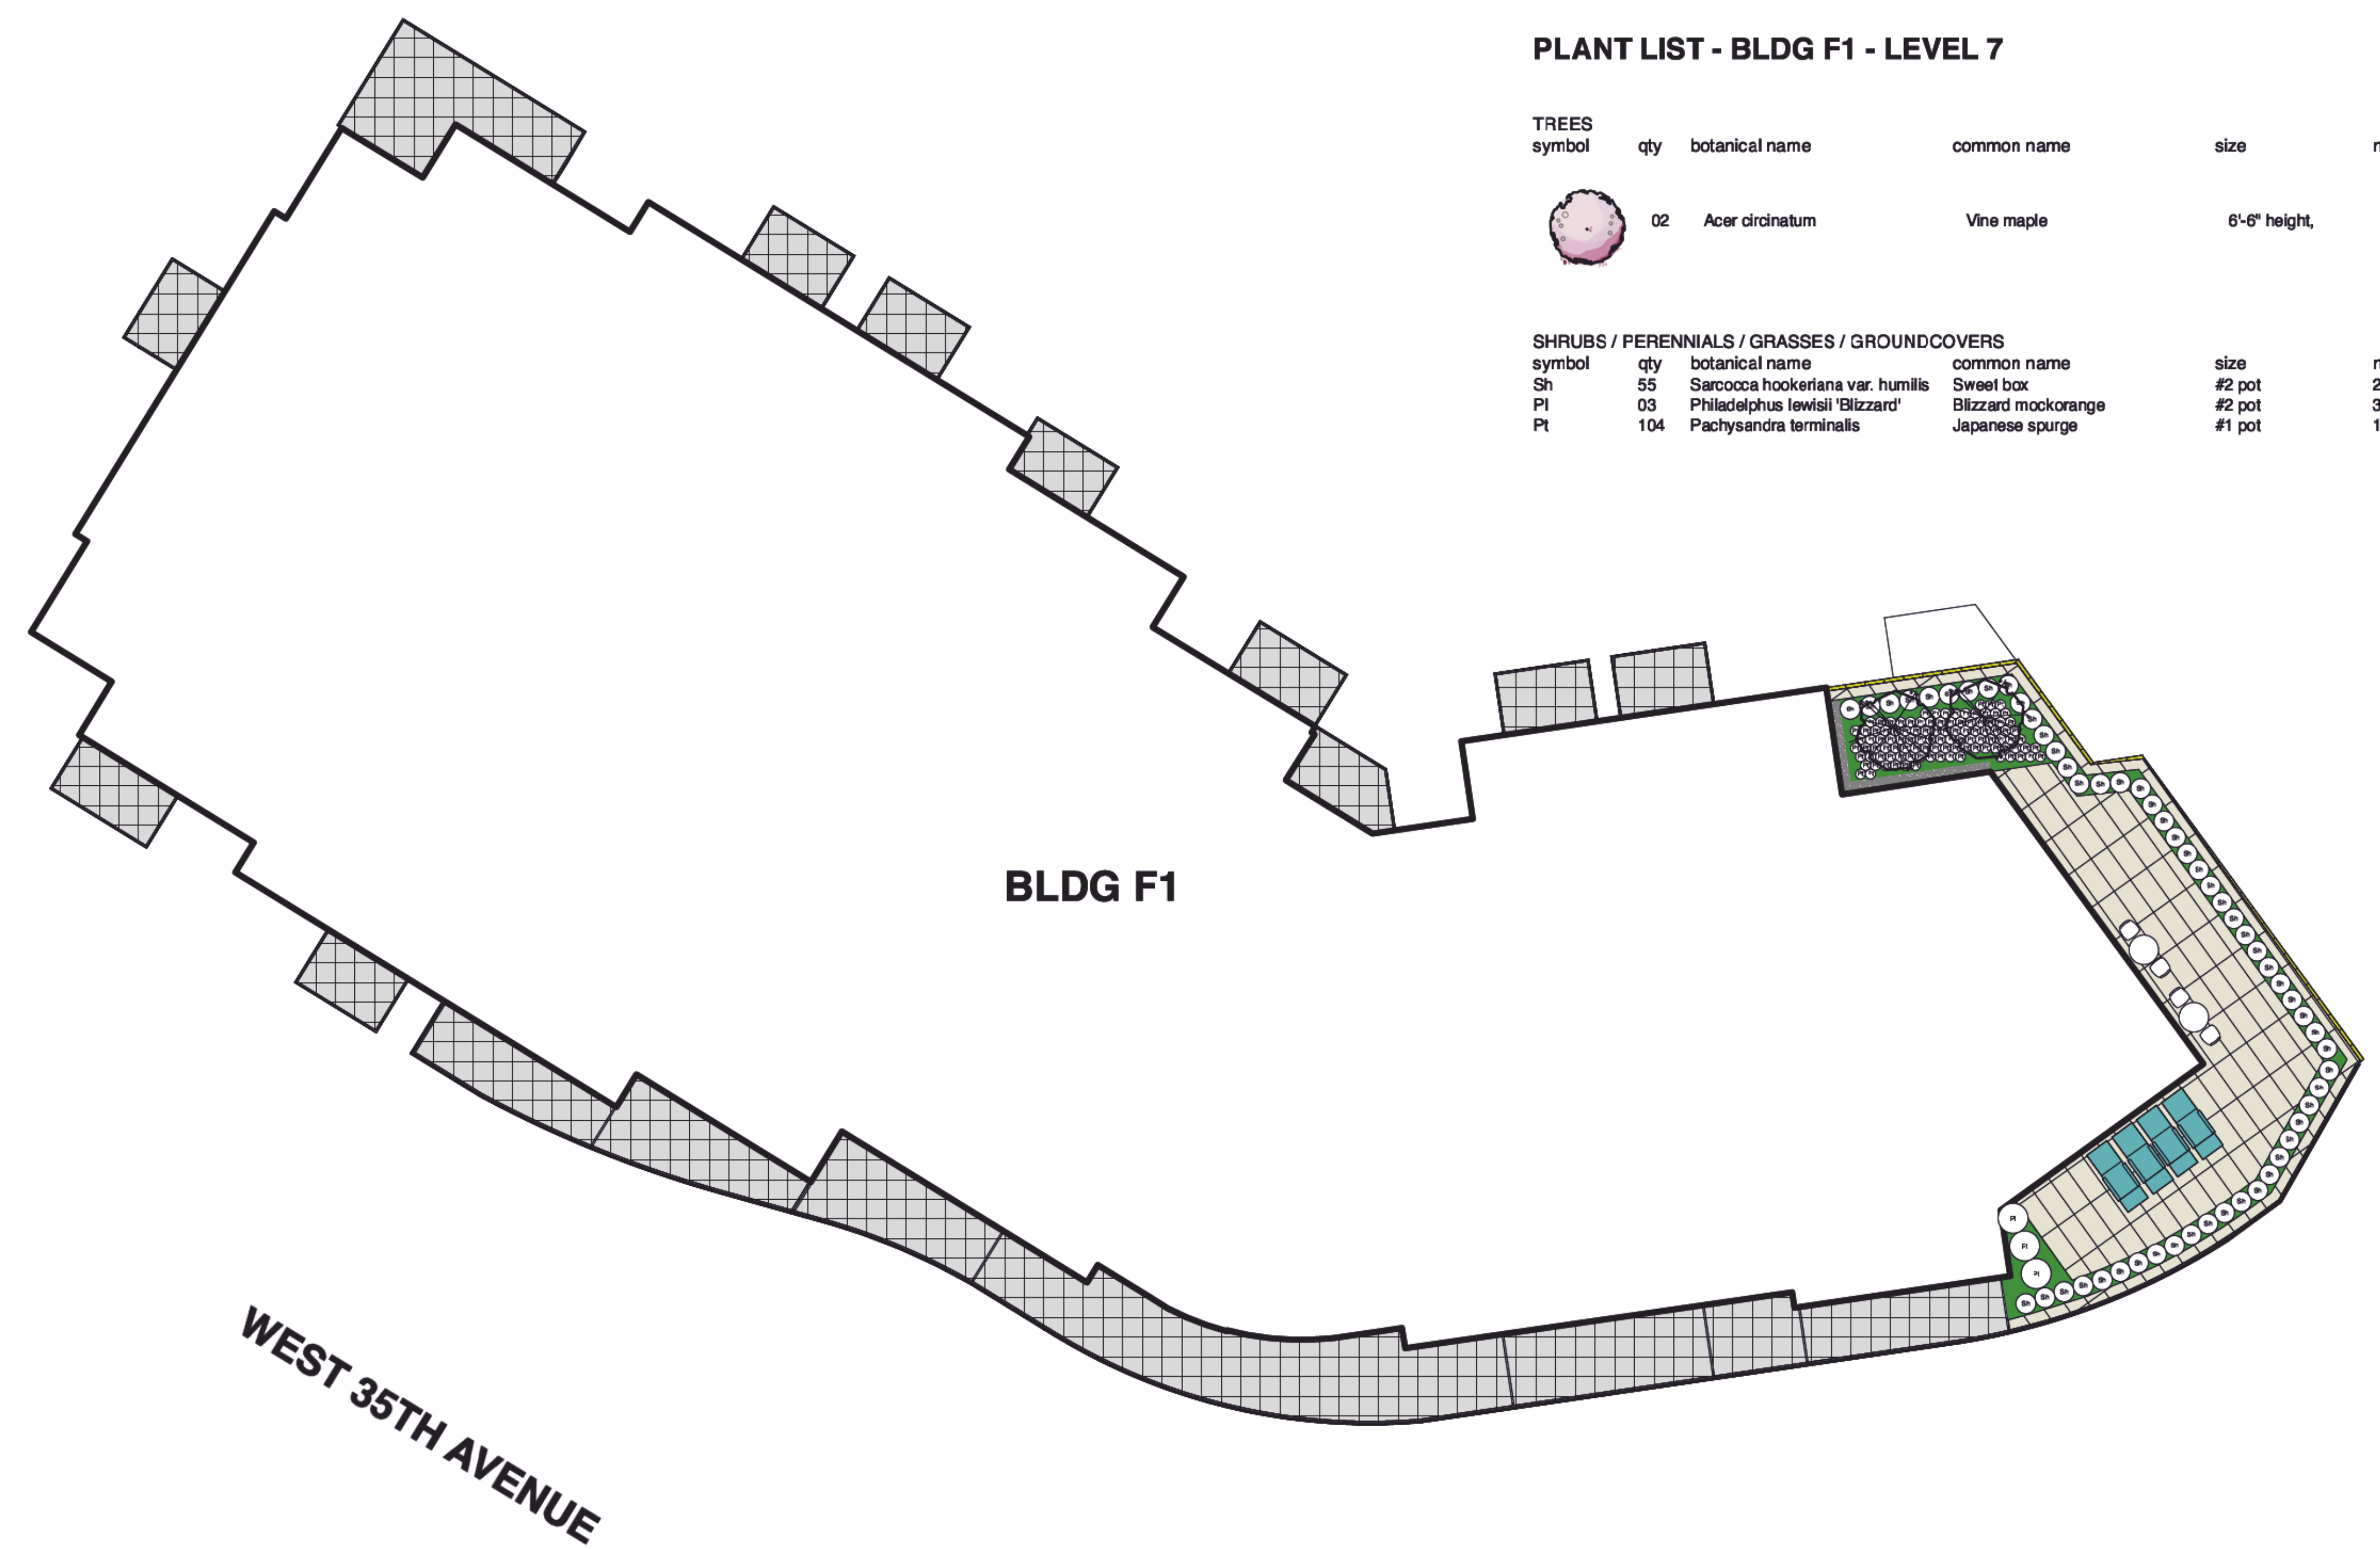 PLANT LIST - BLDG F1 - LEVEL 7
TREES
symbol qty botanical name common name size
02 Acer circinatum Vine maple 6'-6" height,
SHRUBS / PERENNIALS / GRASSES / GROUNDCOVERS
symbol qty botanical name common name size
Sh 55 Sarcocca hookeriana var. humilis Sweet box #2 pot
Pl 03 Philadelphus lewisii 'Blizzard' Blizzard mockorange #2 pot
Pt 104 Pachysandra terminalis Japanese spurge #1 pot
BLDG F1
Pl
Pl
Pl
WEST 35TH AVENUE